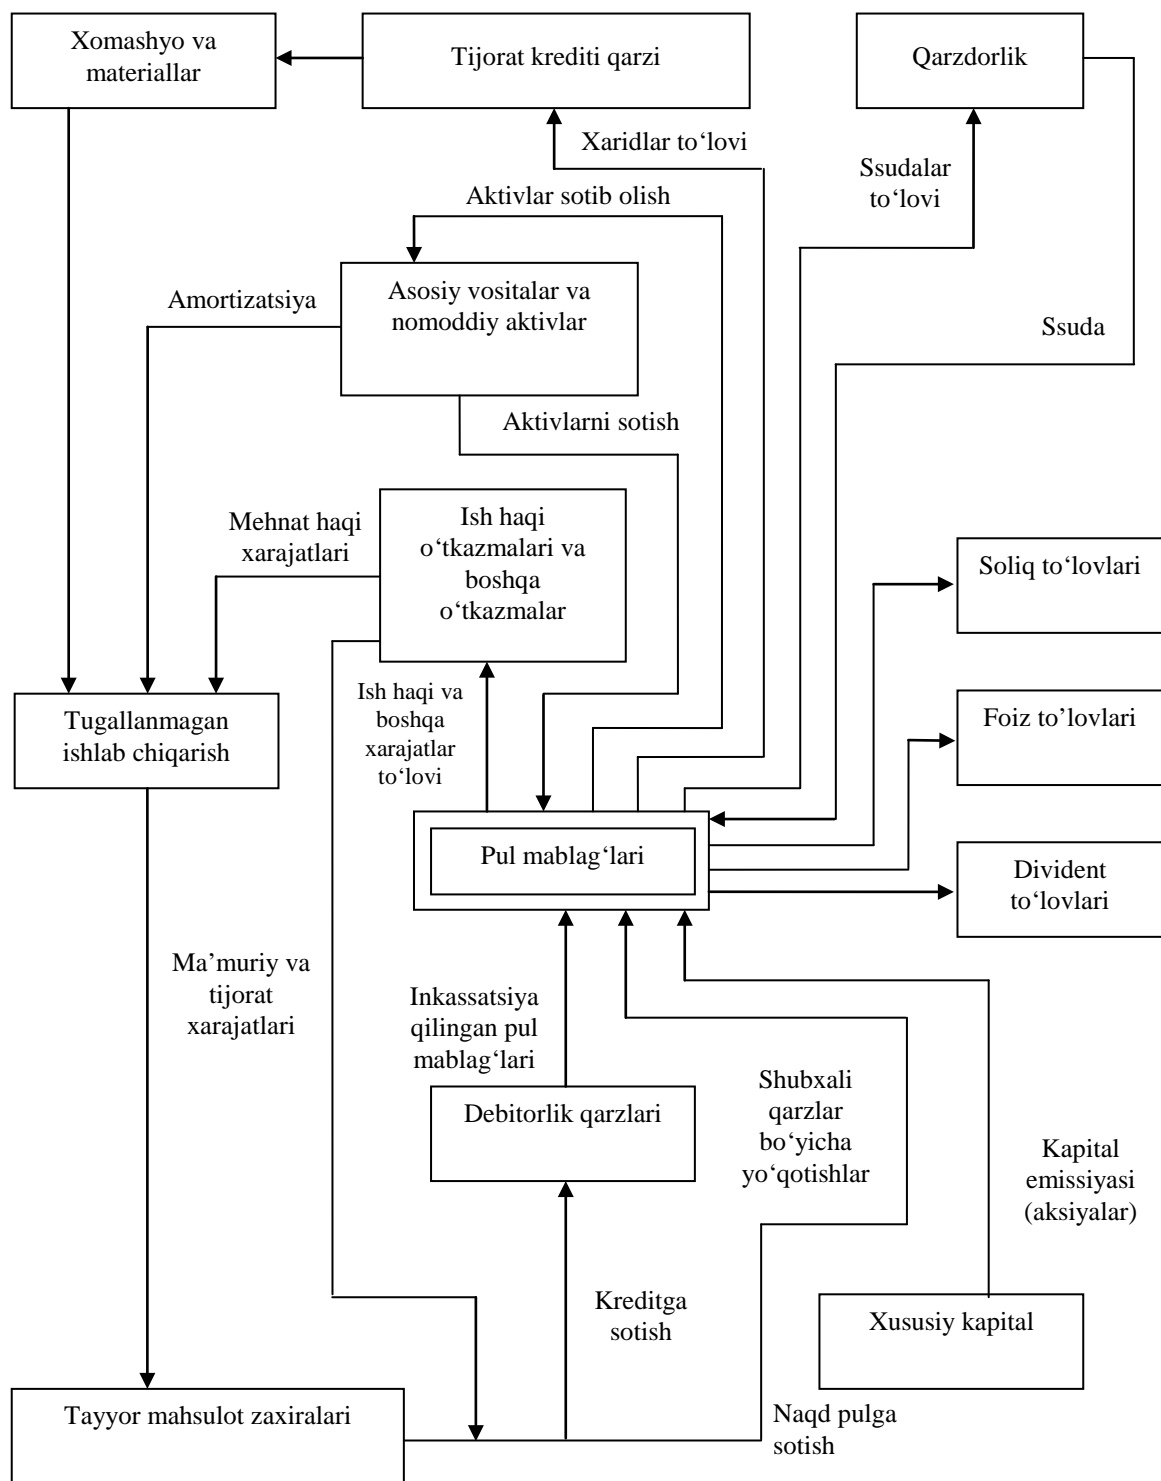 Xomashyo va
materiallar
Tijorat krediti qarzi
Qarzdorlik
Xaridlar to‘lovi
Ssudalar
to‘lovi
Aktivlar sotib olish
Amortizatsiya
Asosiy vositalar va
nomoddiy aktivlar
Ssuda
Aktivlarni sotish
Mehnat haqi
xarajatlari
Ish haqi
o‘tkazmalari va
boshqa
o‘tkazmalar
Soliq to‘lovlari
Ish haqi va
boshqa
xarajatlar
to‘lovi
Tugallanmagan
ishlab chiqarish
Foiz to’lovlari
Pul mablag‘lari
Divident
to‘lovlari
Ma’muriy va
tijorat
xarajatlari
Inkassatsiya
qilingan pul
mablag‘lari
Debitorlik qarzlari
Shubxali
qarzlar
bo‘yicha
yo‘qotishlar
Kapital
emissiyasi
(aksiyalar)
Kreditga
sotish
Xususiy kapital
Tayyor mahsulot zaxiralari
Naqd pulga
sotish